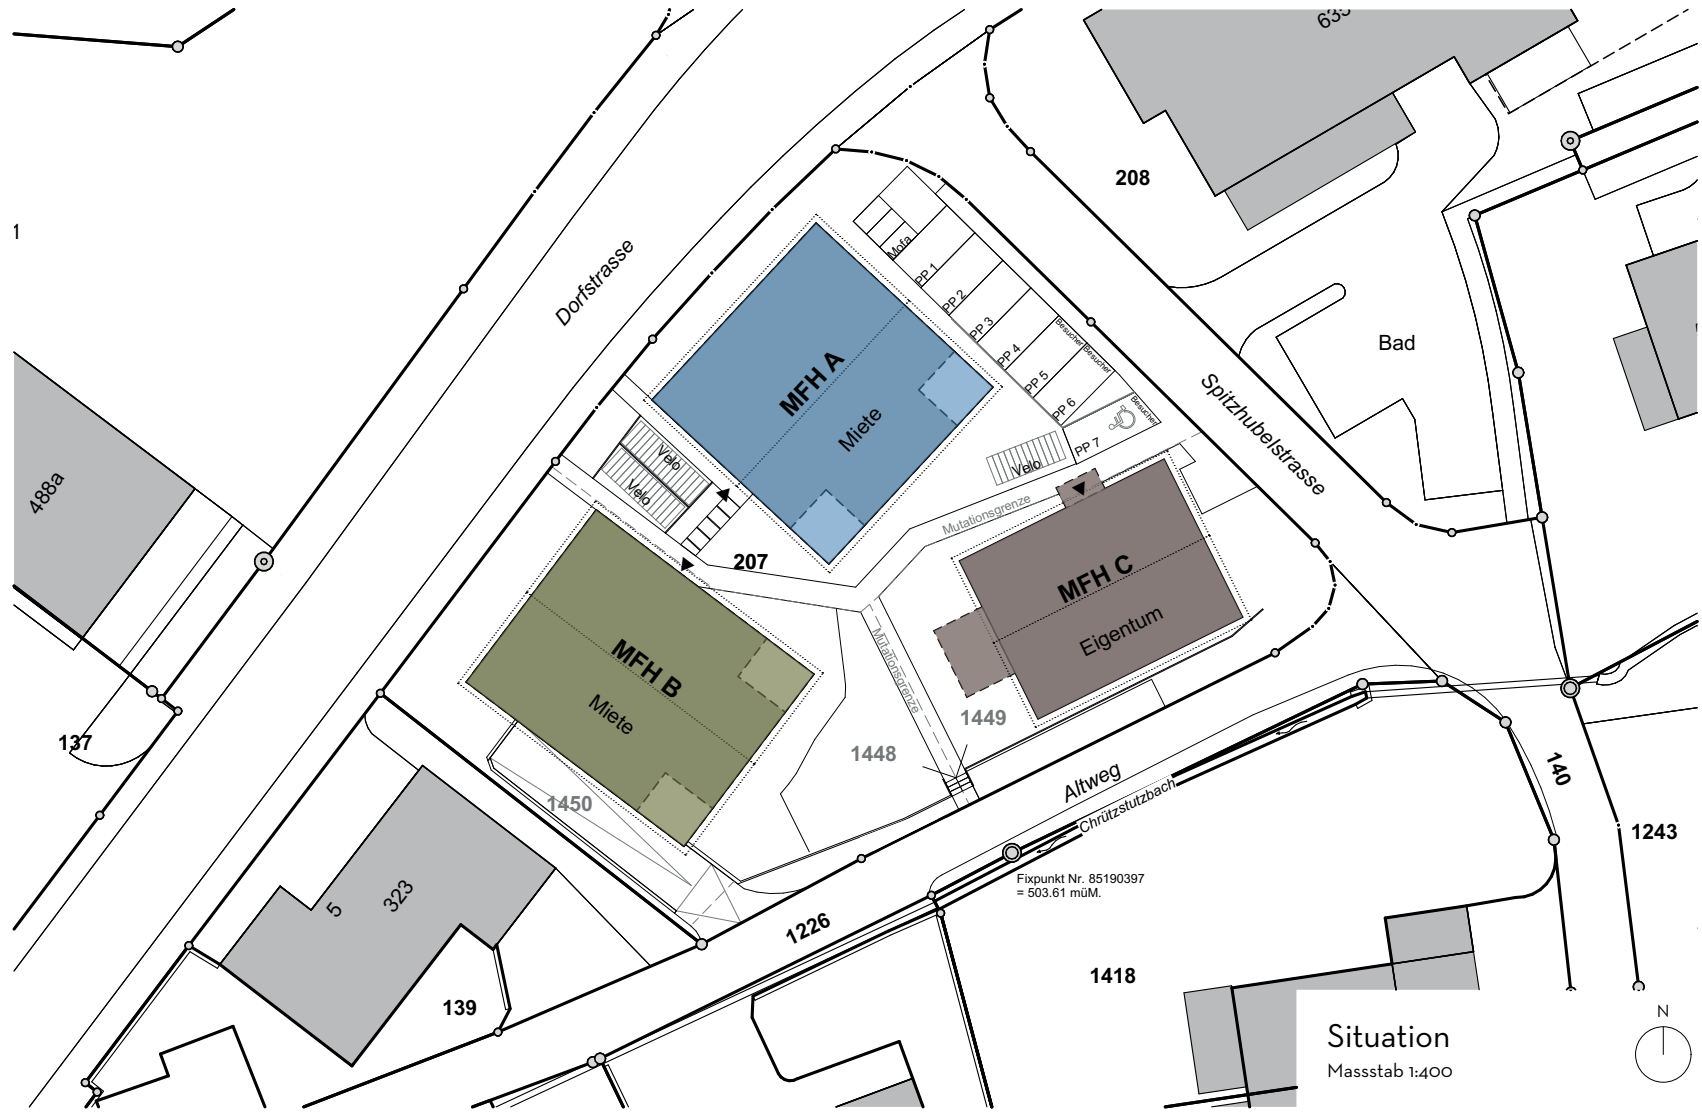 208
1
Dorfstrasse
Mofa
PP 1
PP 2
PP 3
PP 4
PP 5
PP 6
PP 7
Besucher
Besucher
Besucher
Bad
Spitzhubelstrasse
MFH A
Miete
Velo
Velo
Velo
488a
Mutationsgrenze
207
MFH C
Eigentum
MFH B
Miete
Mutationsgrenze
1449
1448
137
1450
Altweg
Chrützstutzbach
140
1243
Fixpunkt Nr. 85190397
= 503.61 müM.
5
323
1226
1418
139
Situation
Massstab 1:400
N